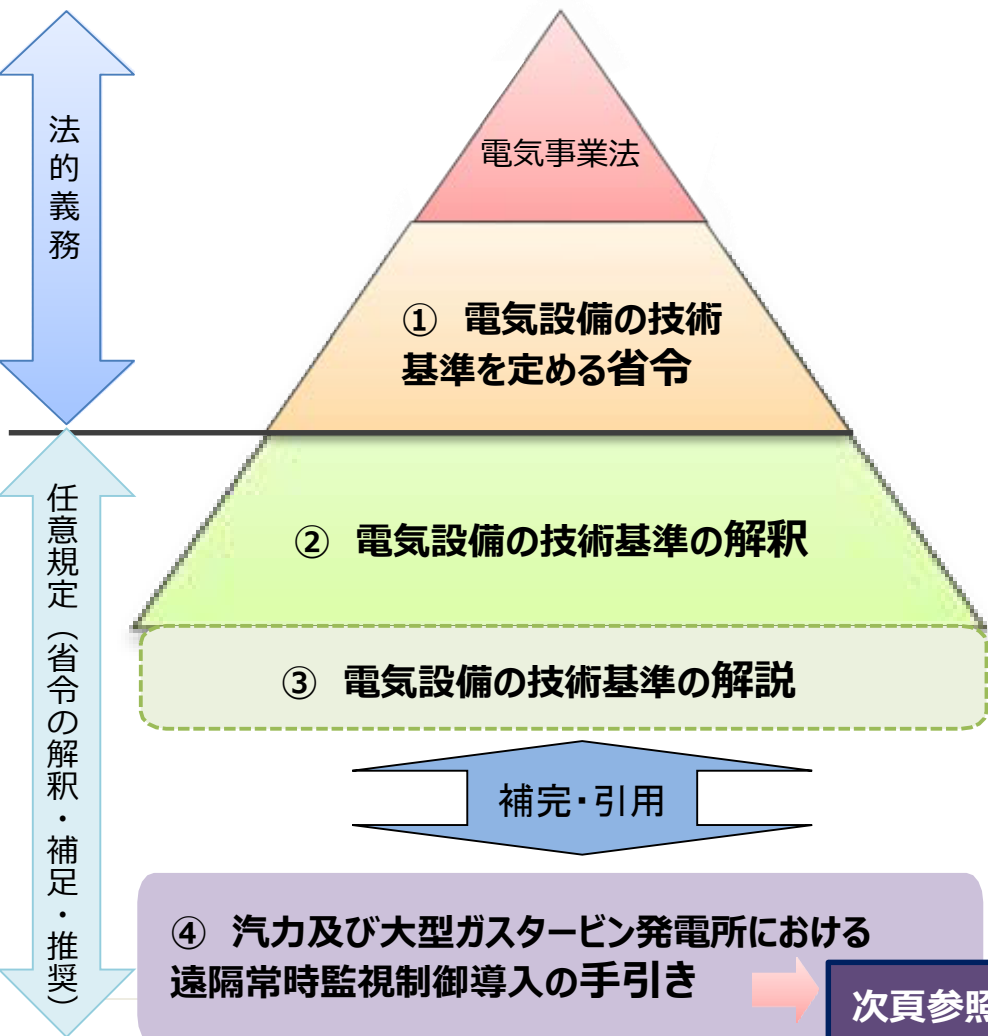 法的義務
電気事業法
① 電気設備の技術
基準を定める省令
任意規定（省令の解釈・補足・推奨）
② 電気設備の技術基準の解釈
③ 電気設備の技術基準の解説
補完・引用
④ 汽力及び大型ガスタービン発電所における
遠隔常時監視制御導入の手引き
次頁参照